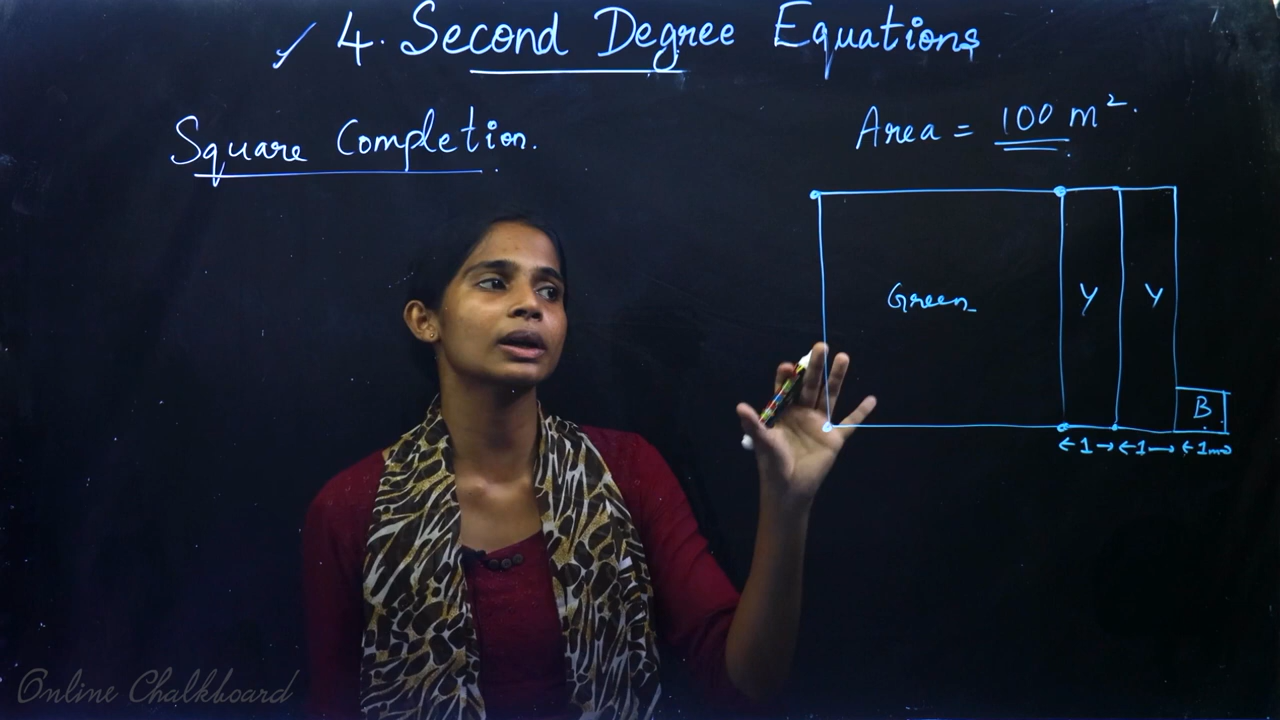 ✓ 4. Second Degree Equations
Square Completion.
Area = 100 m².
Green
Y
Y
B
←1→ ←1→ ←1m→
Online Chalkboard